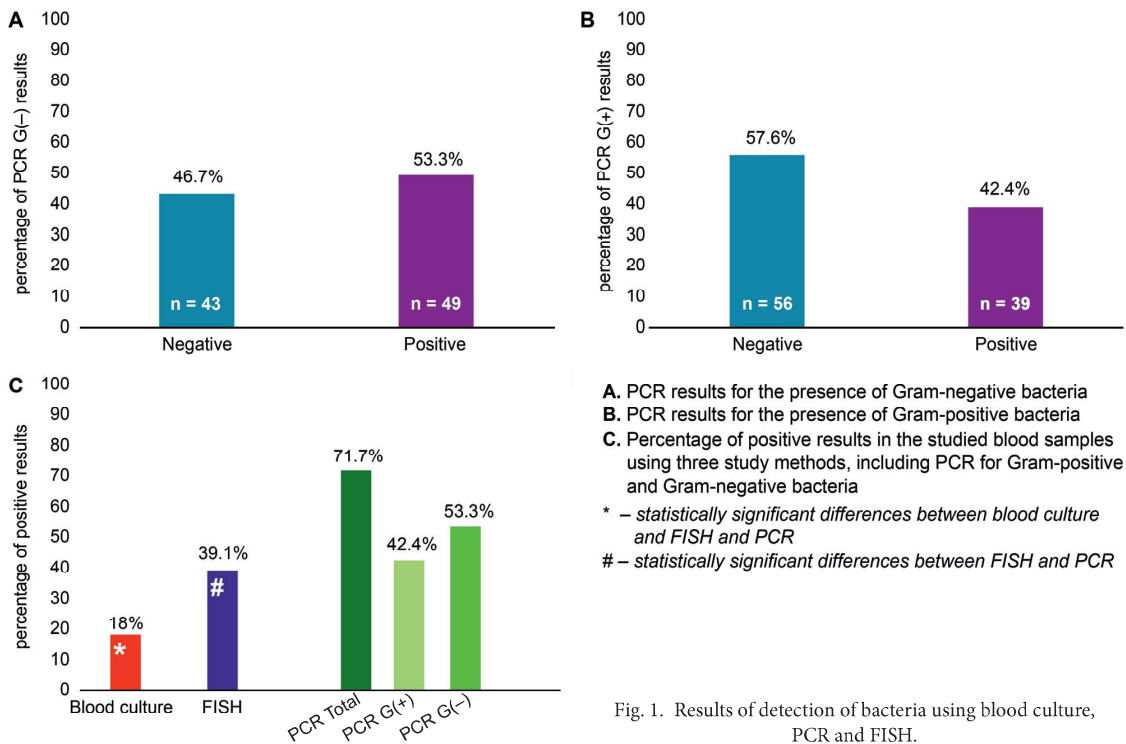 A
percentage of PCR G(–) results
100
90
80
70
60
50
40
30
20
10
0
46.7%
53.3%
n = 43
n = 49
Negative
Positive
B
percentage of PCR G(+) results
100
90
80
70
60
50
40
30
20
10
0
57.6%
42.4%
n = 56
n = 39
Negative
Positive
C
percentage of positive results
100
90
80
70
60
50
40
30
20
10
0
18%
*
39.1%
#
71.7%
42.4%
53.3%
Blood culture
FISH
PCR Total
PCR G(+)
PCR G(–)
A. PCR results for the presence of Gram-negative bacteria
B. PCR results for the presence of Gram-positive bacteria
C. Percentage of positive results in the studied blood samples
using three study methods, including PCR for Gram-positive
and Gram-negative bacteria
* – statistically significant differences between blood culture
and FISH and PCR
# – statistically significant differences between FISH and PCR
Fig. 1. Results of detection of bacteria using blood culture,
PCR and FISH.